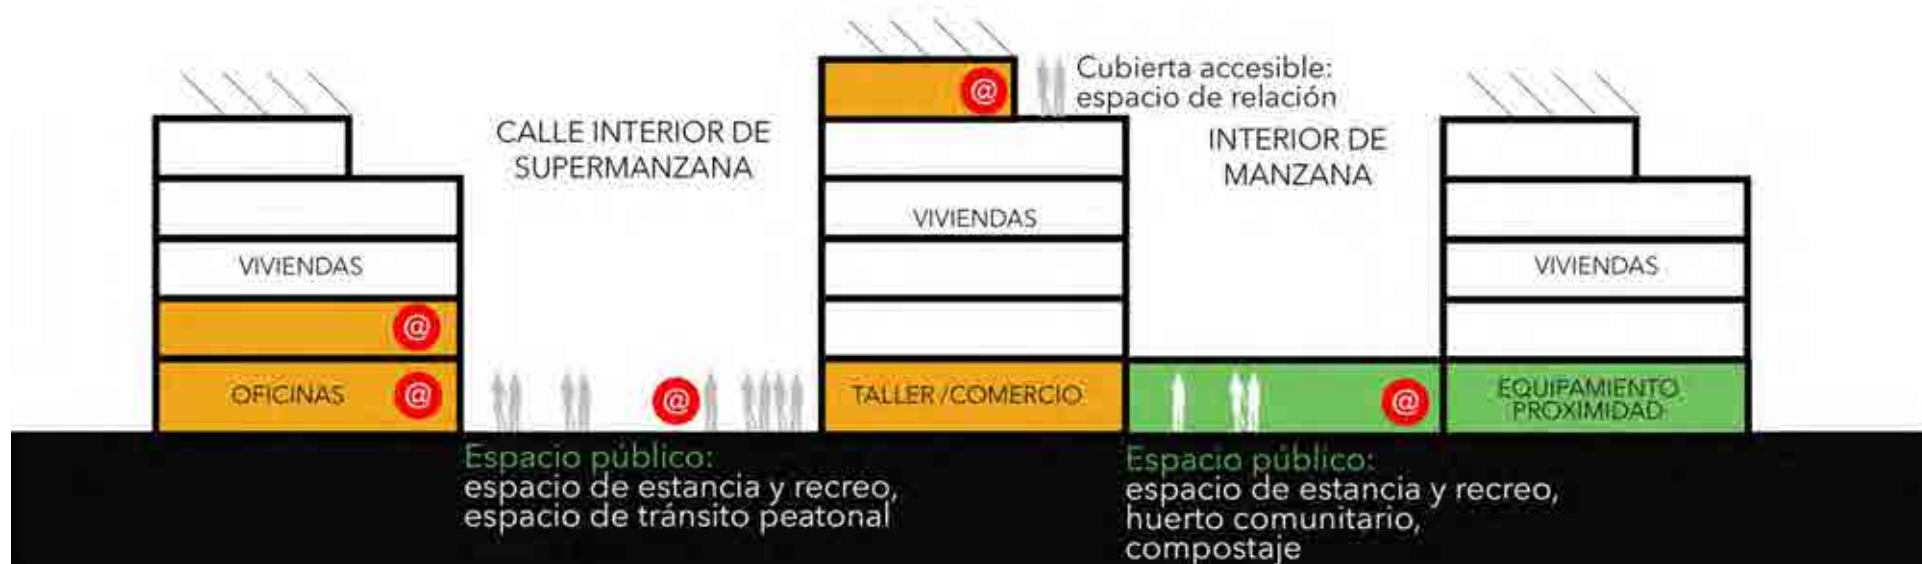 @
Cubierta accesible:
espacio de relación
CALLE INTERIOR DE
SUPERMANZANA
INTERIOR DE
MANZANA
VIVIENDAS
VIVIENDAS
VIVIENDAS
@
OFICINAS
@
@
TALLER/COMERCIO
@
EQUIPAMIENTO
PROXIMIDAD
Espacio público:
espacio de estancia y recreo,
espacio de tránsito peatonal
Espacio público:
espacio de estancia y recreo,
huerto comunitario,
compostaje